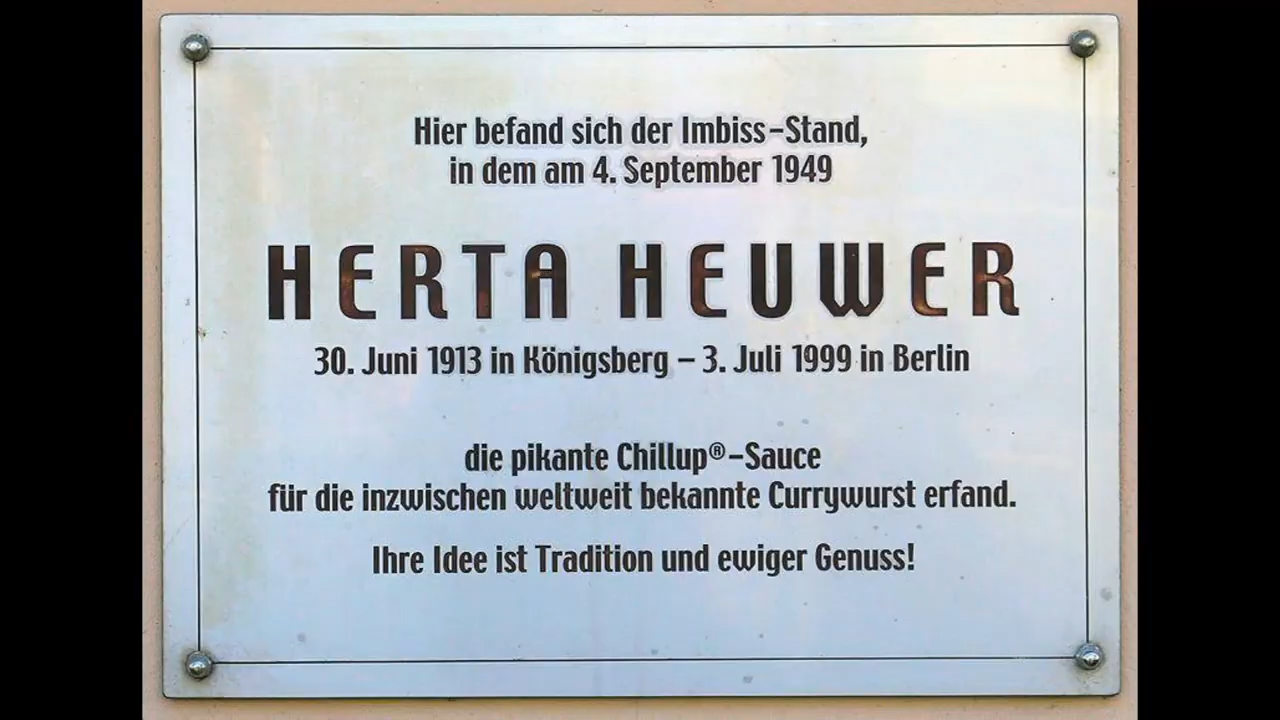 Hier befand sich der Imbiss-Stand,
in dem am 4. September 1949
HERTA HEUWER
30. Juni 1913 in Königsberg – 3. Juli 1999 in Berlin
die pikante Chillup®-Sauce
für die inzwischen weltweit bekannte Currywurst erfand.
Ihre Idee ist Tradition und ewiger Genuss!